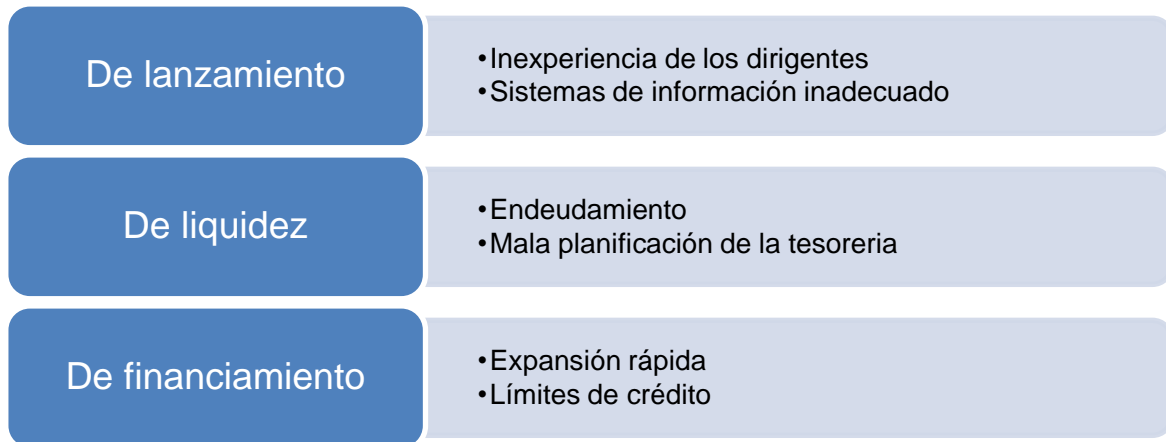 De lanzamiento
•Inexperiencia de los dirigentes
•Sistemas de información inadecuado
De liquidez
•Endeudamiento
•Mala planificación de la tesoreria
De financiamiento
•Expansión rápida
•Límites de crédito